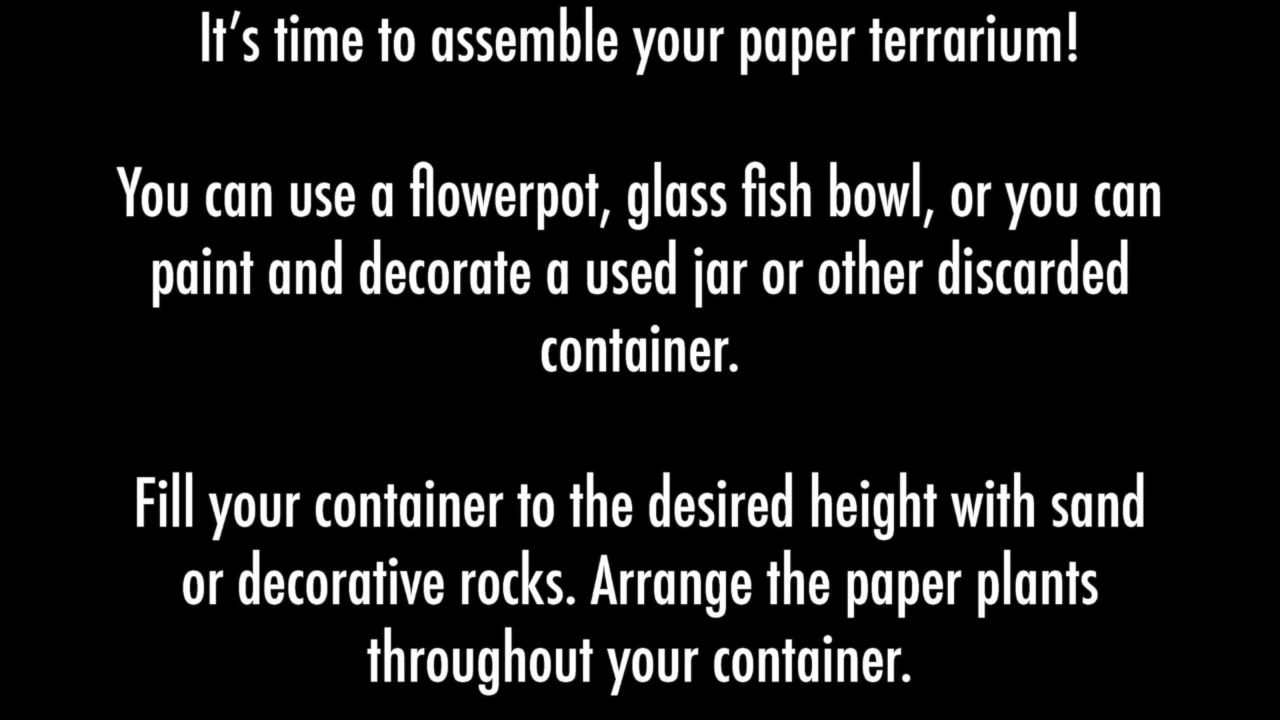 It’s time to assemble your paper terrarium!
You can use a flowerpot, glass fish bowl, or you can
paint and decorate a used jar or other discarded
container.
Fill your container to the desired height with sand
or decorative rocks. Arrange the paper plants
throughout your container.